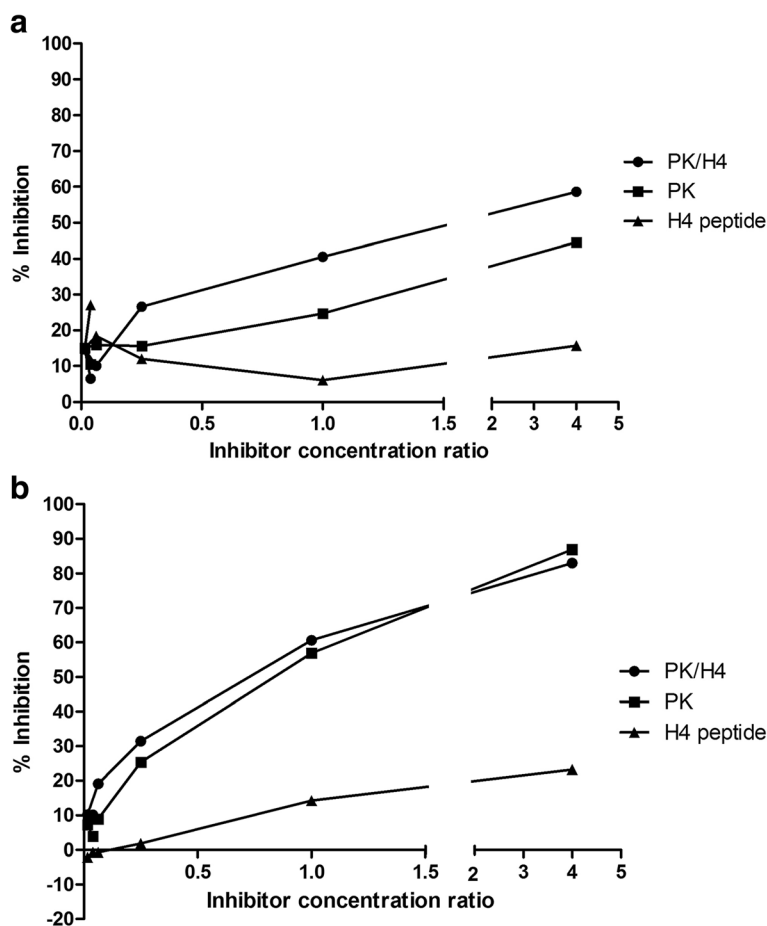 a
100
90
80
70
60
50
40
30
20
10
0
% Inhibition
0.0 0.5 1.0 1.5 2 3 4 5
Inhibitor concentration ratio
PK/H4
PK
H4 peptide
b
100
90
80
70
60
50
40
30
20
10
0
-10
-20
% Inhibition
0.5 1.0 1.5 2 3 4 5
Inhibitor concentration ratio
PK/H4
PK
H4 peptide